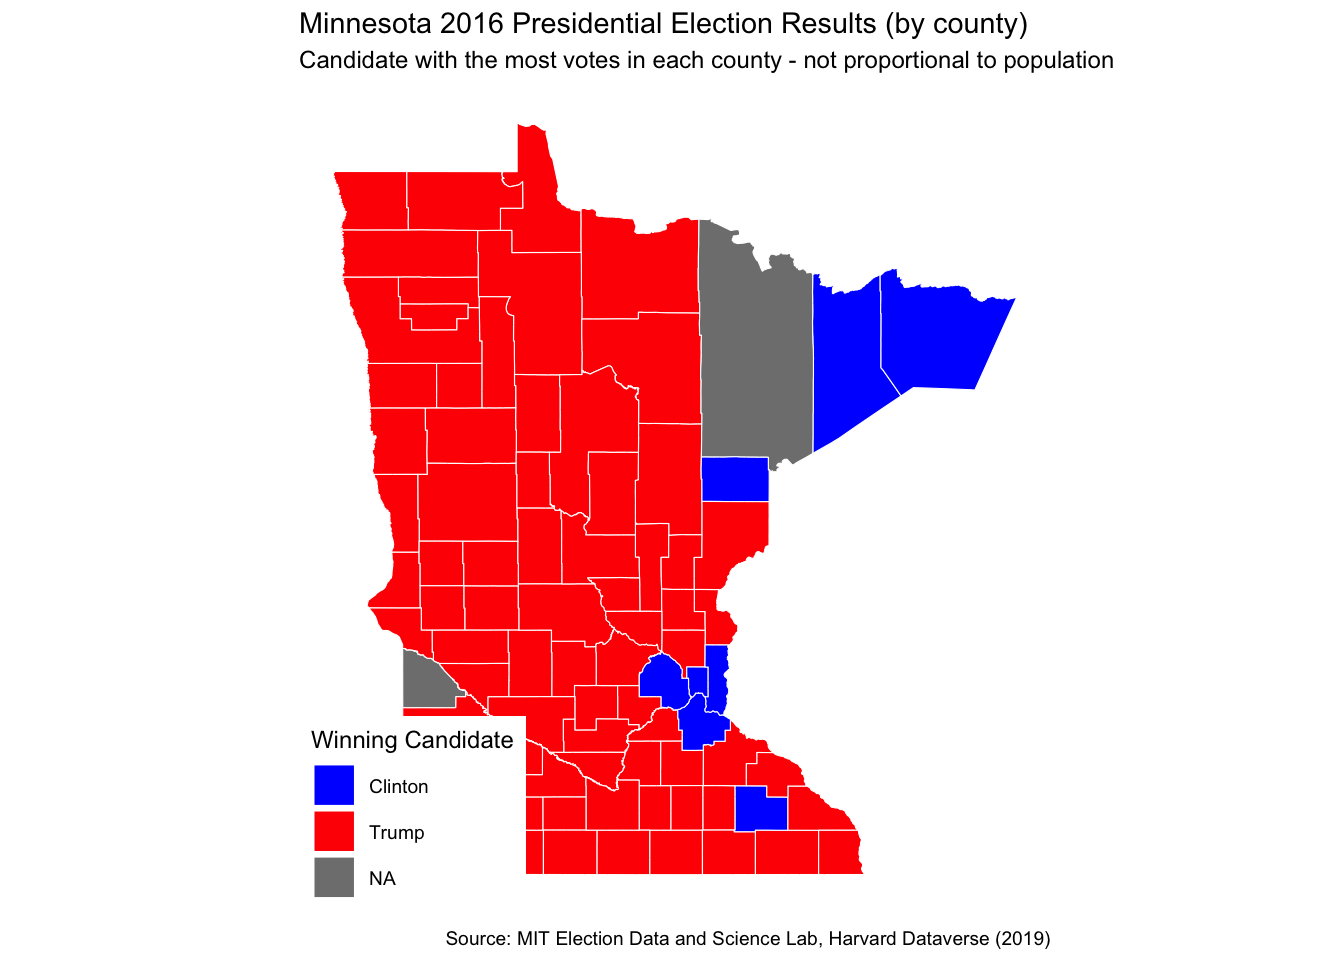 Minnesota 2016 Presidential Election Results (by county)
Candidate with the most votes in each county - not proportional to population
Winning Candidate
Clinton
Trump
NA
Source: MIT Election Data and Science Lab, Harvard Dataverse (2019)